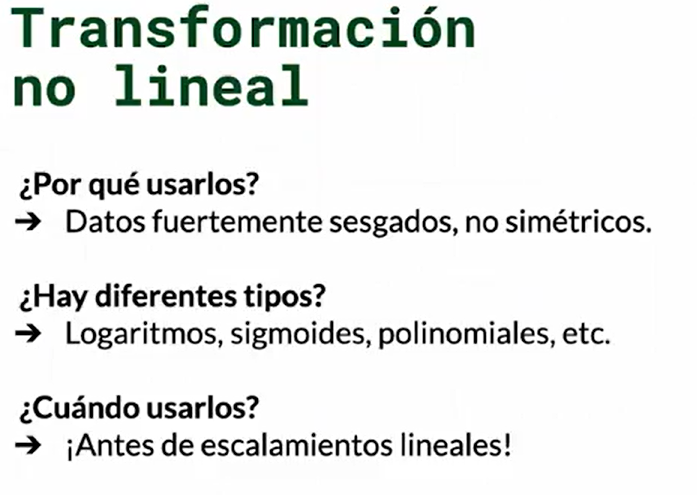 Transformación
no lineal
¿Por qué usarlos?
➔ Datos fuertemente sesgados, no simétricos.
¿Hay diferentes tipos?
➔ Logaritmos, sigmoides, polinomiales, etc.
¿Cuándo usarlos?
➔ ¡Antes de escalamientos lineales!